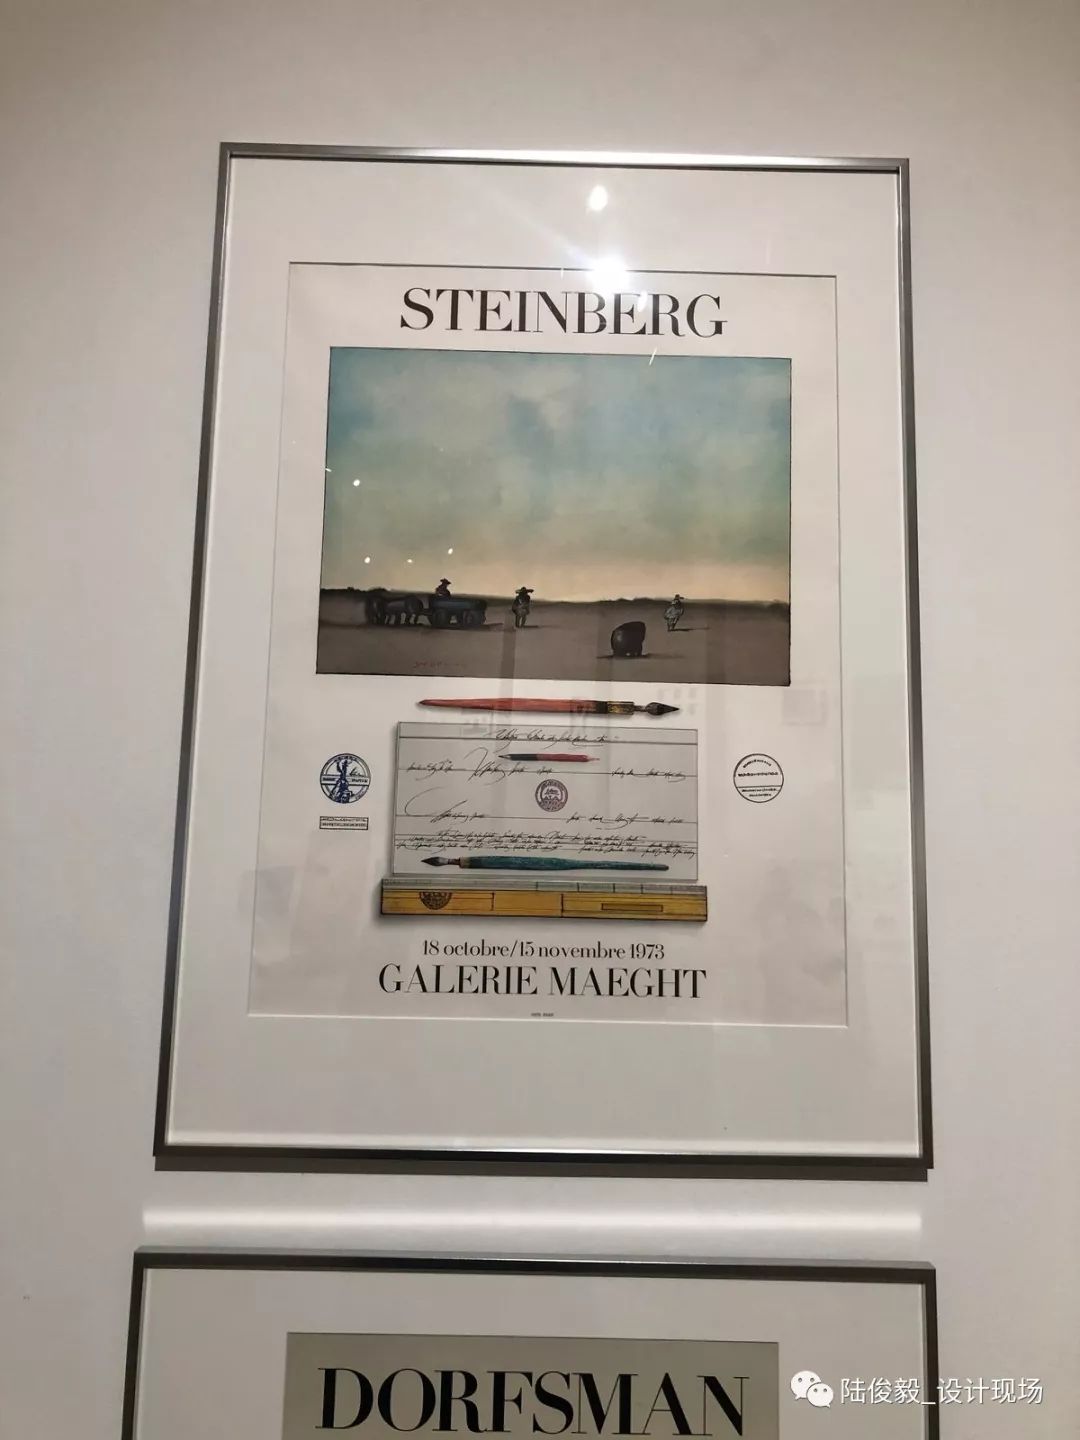 STEINBERG
18 octobre/15 novembre 1973
GALERIE MAEGHT
DORFSMAN
陆俊毅_设计现场